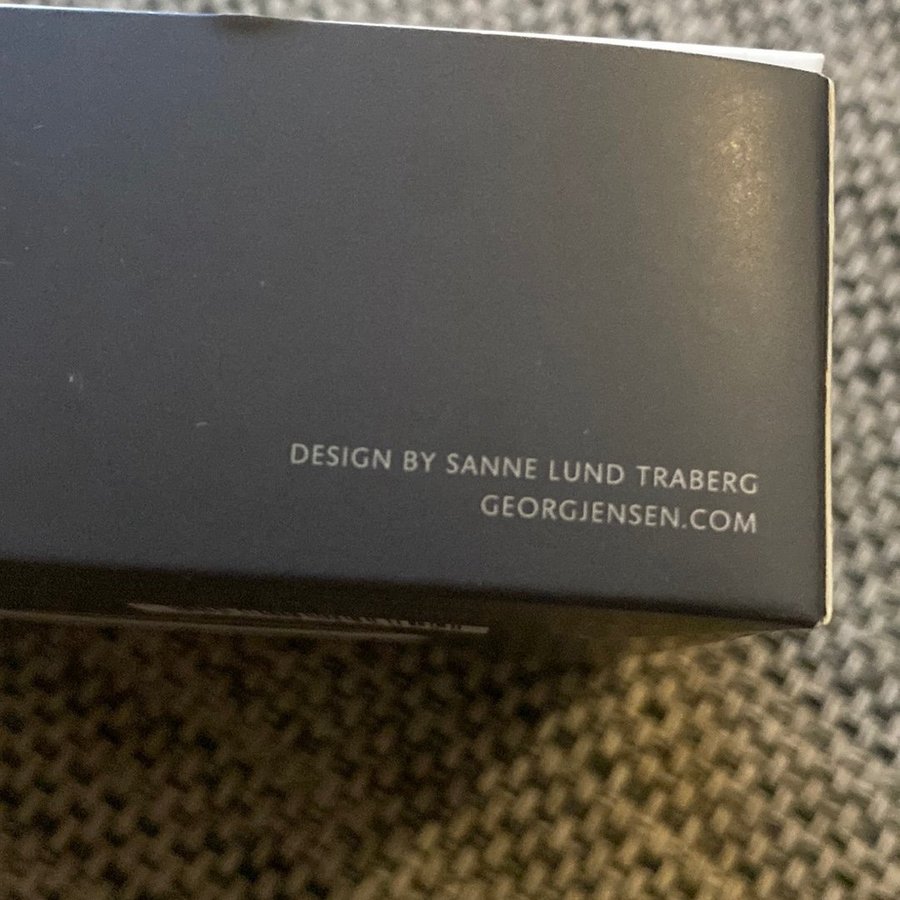 DESIGN BY SANNE LUND TRABERG
GEORGJENSEN.COM